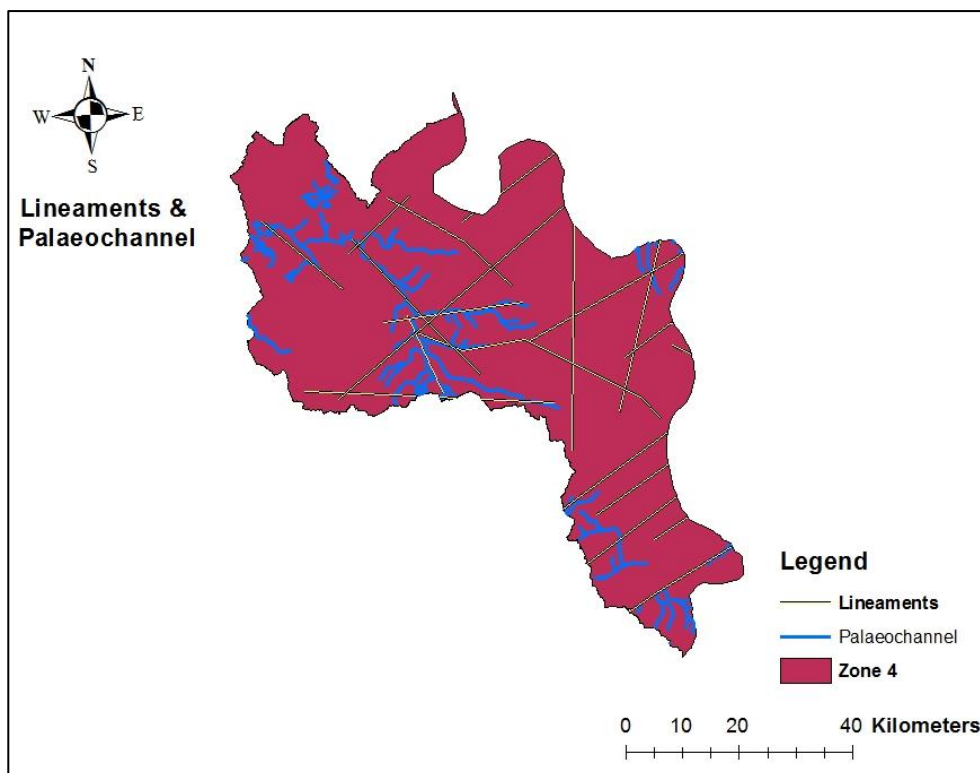 N
W E
S
Lineaments &
Palaeochannel
Legend
Lineaments
Palaeochannel
Zone 4
0 10 20 40 Kilometers